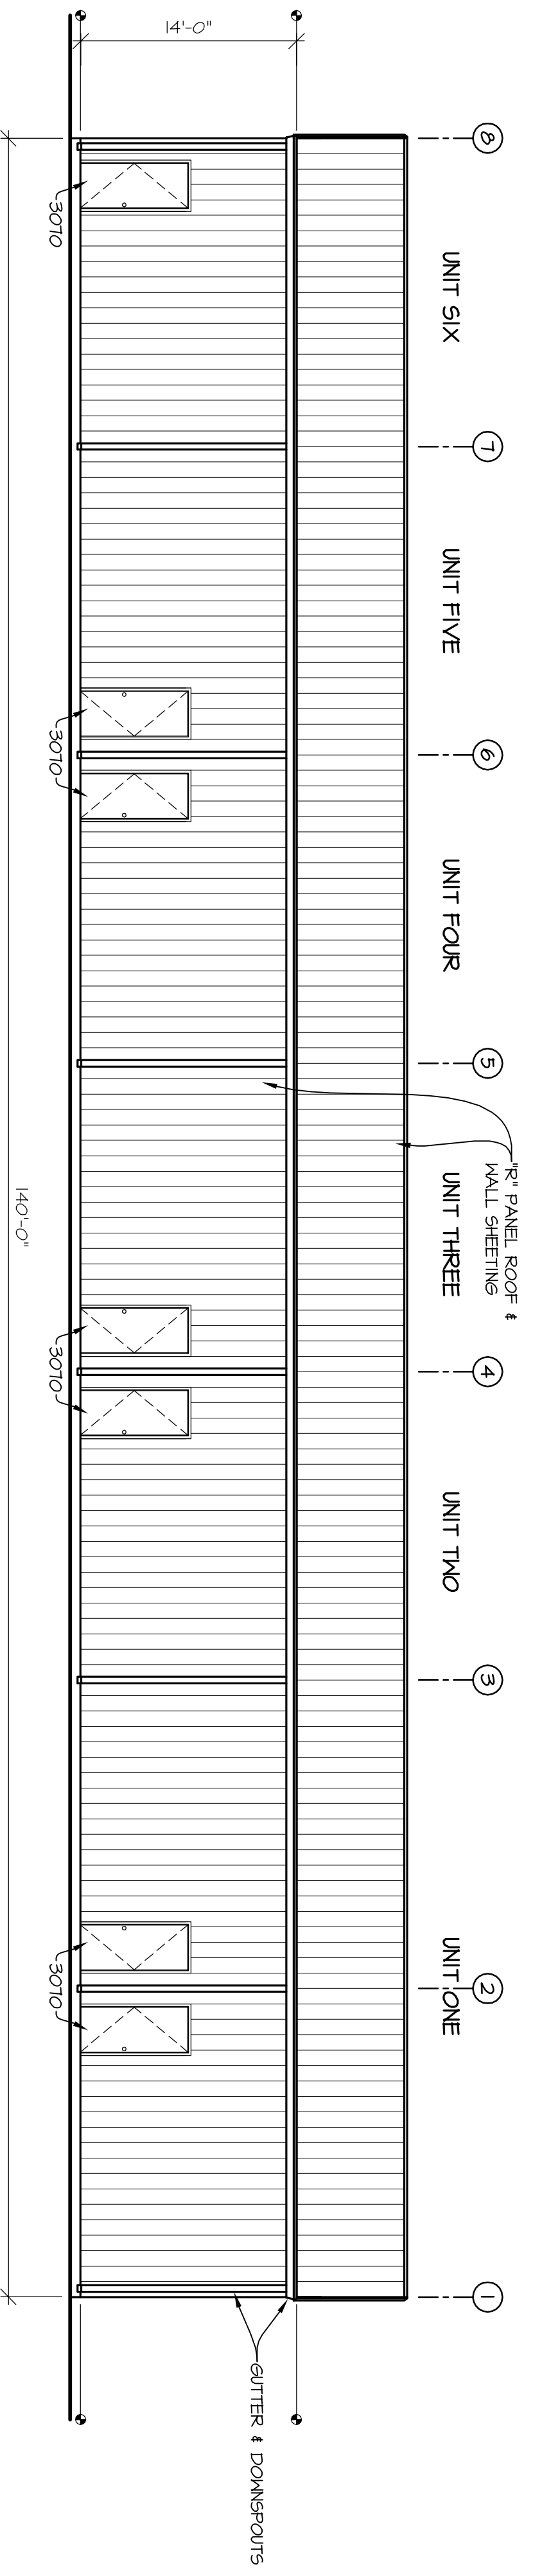 8
7
6
5
4
3
2
1
UNIT SIX
UNIT FIVE
UNIT FOUR
UNIT THREE
UNIT TWO
UNIT ONE
"R" PANEL ROOF &
WALL SHEETING
14'-0"
GUTTER & DOWNSPOUTS
3070
3070
3070
3070
140'-0"